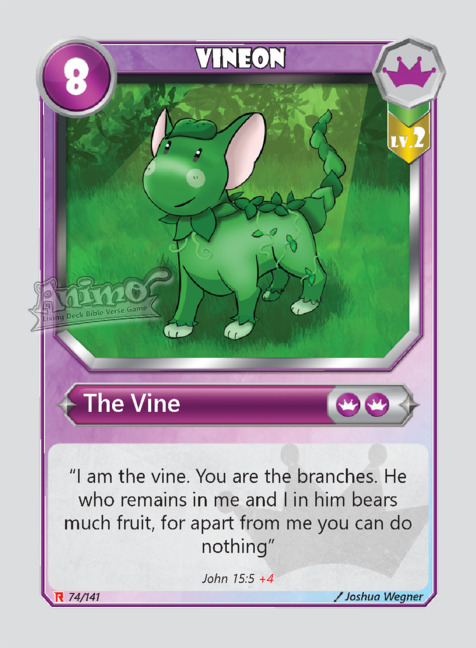 VINEON
8
LV.2
Animo
Living Deck Bible Verse Game
The Vine
“I am the vine. You are the branches. He
who remains in me and I in him bears
much fruit, for apart from me you can do
nothing”
John 15:5 +4
R 74/141
Joshua Wegner